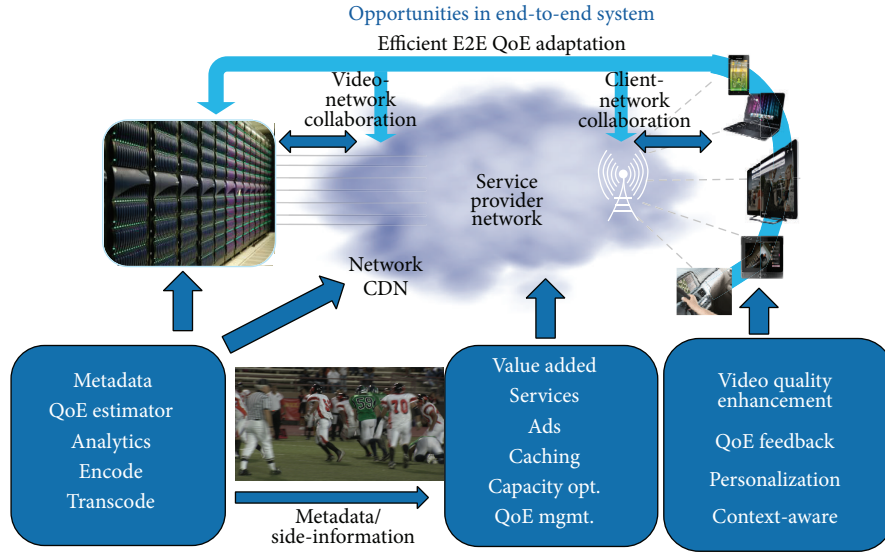 Opportunities in end-to-end system
Efficient E2E QoE adaptation
Video-
network
collaboration
Client-
network
collaboration
Service
provider
network
Network
CDN
Metadata
QoE estimator
Analytics
Encode
Transcode
59
70
Metadata/
side-information
Value added
Services
Ads
Caching
Capacity opt.
QoE mgmt.
Video quality
enhancement
QoE feedback
Personalization
Context-aware